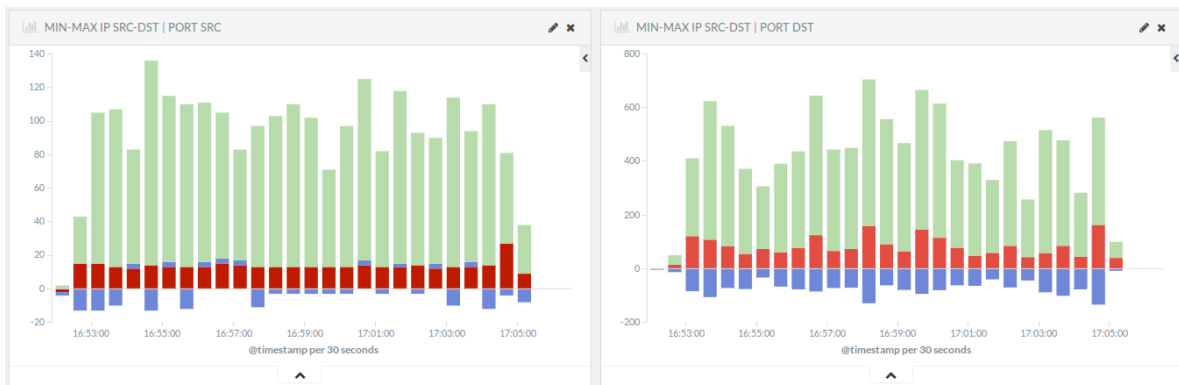 MIN-MAX IP SRC-DST | PORT SRC
140
120
100
80
60
40
20
0
-20
16:53:00 16:55:00 16:57:00 16:59:00 17:01:00 17:03:00 17:05:00
@timestamp per 30 seconds
MIN-MAX IP SRC-DST | PORT DST
800
600
400
200
0
-200
16:53:00 16:55:00 16:57:00 16:59:00 17:01:00 17:03:00 17:05:00
@timestamp per 30 seconds